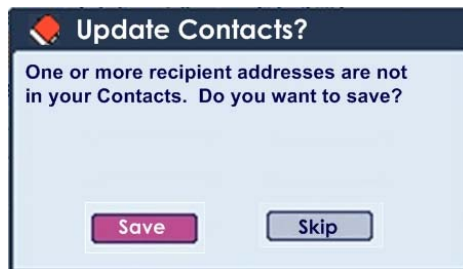 Update Contacts?
One or more recipient addresses are not
in your Contacts. Do you want to save?
Save
Skip